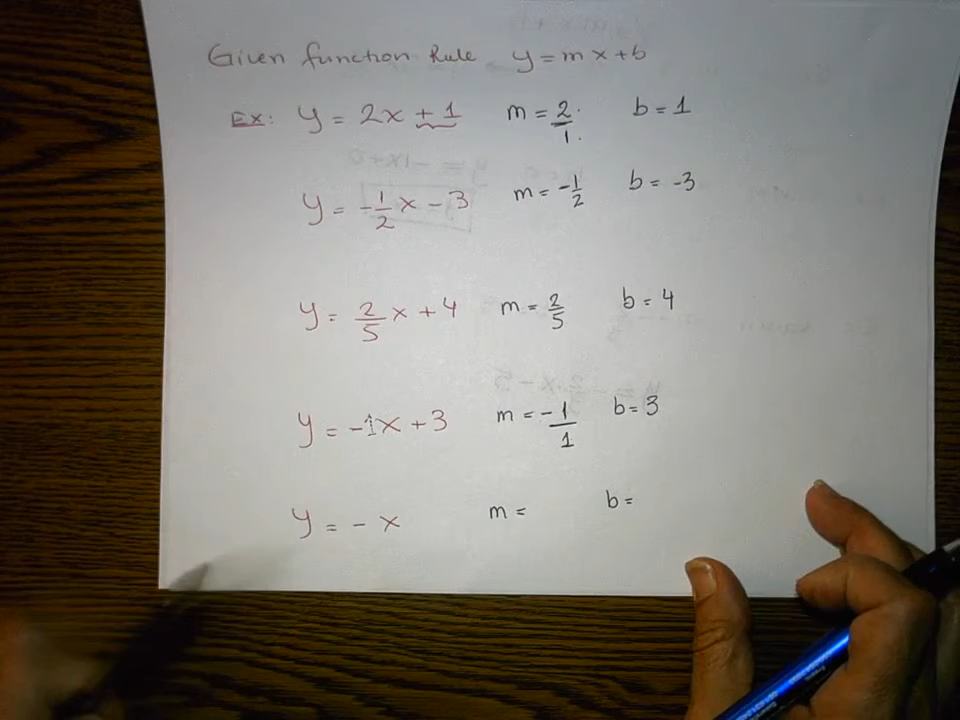 Given function Rule y = mx + b
EX: y = 2x + 1 m = 2/1 b = 1
y = -1/2 x - 3 m = -1/2 b = -3
y = 2/5 x + 4 m = 2/5 b = 4
y = -1x + 3 m = -1/1 b = 3
y = - x m = b =